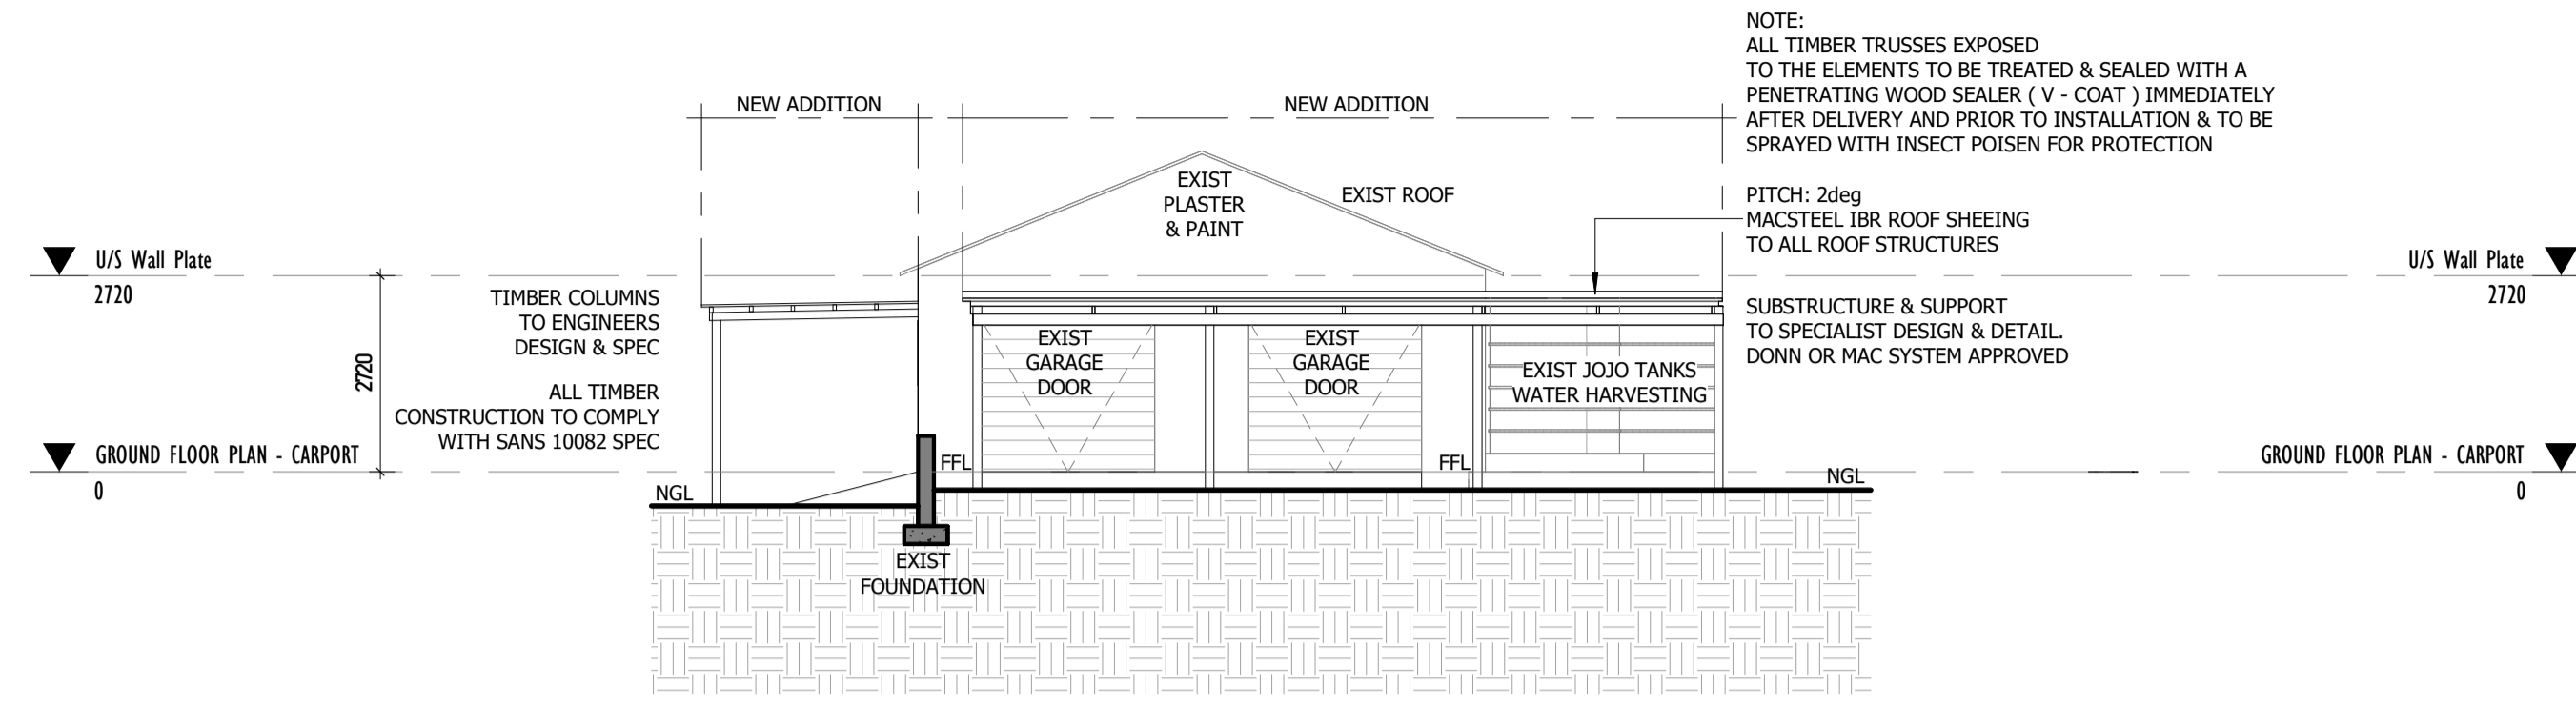 NOTE:
ALL TIMBER TRUSSES EXPOSED
TO THE ELEMENTS TO BE TREATED & SEALED WITH A
PENETRATING WOOD SEALER ( V - COAT ) IMMEDIATELY
AFTER DELIVERY AND PRIOR TO INSTALLATION & TO BE
SPRAYED WITH INSECT POISEN FOR PROTECTION
NEW ADDITION
NEW ADDITION
EXIST
PLASTER
& PAINT
EXIST ROOF
PITCH: 2deg
MACSTEEL IBR ROOF SHEEING
TO ALL ROOF STRUCTURES
U/S Wall Plate
2720
U/S Wall Plate
2720
TIMBER COLUMNS
TO ENGINEERS
DESIGN & SPEC
ALL TIMBER
CONSTRUCTION TO COMPLY
WITH SANS 10082 SPEC
2720
EXIST
GARAGE
DOOR
EXIST
GARAGE
DOOR
EXIST JOJO TANKS
WATER HARVESTING
SUBSTRUCTURE & SUPPORT
TO SPECIALIST DESIGN & DETAIL.
DONN OR MAC SYSTEM APPROVED
GROUND FLOOR PLAN - CARPORT
0
FFL
FFL
GROUND FLOOR PLAN - CARPORT
0
NGL
NGL
EXIST
FOUNDATION